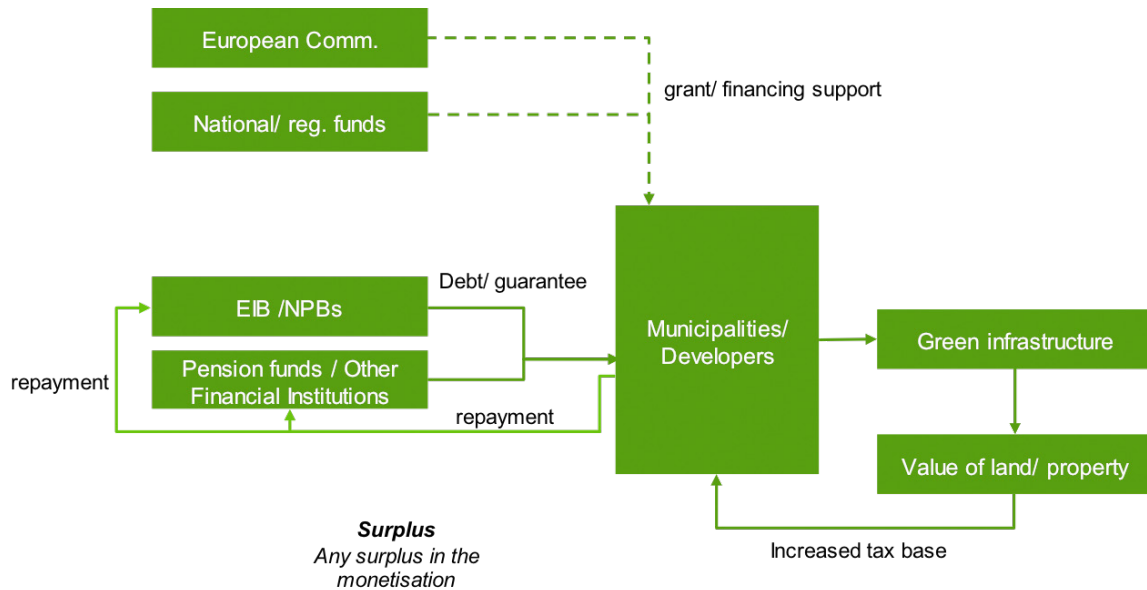 European Comm.
grant/ financing support
National/ reg. funds
Debt/ guarantee
EIB /NPBs
Municipalities/
Developers
Green infrastructure
Pension funds / Other
Financial Institutions
repayment
repayment
Value of land/ property
Surplus
Any surplus in the
monetisation
Increased tax base